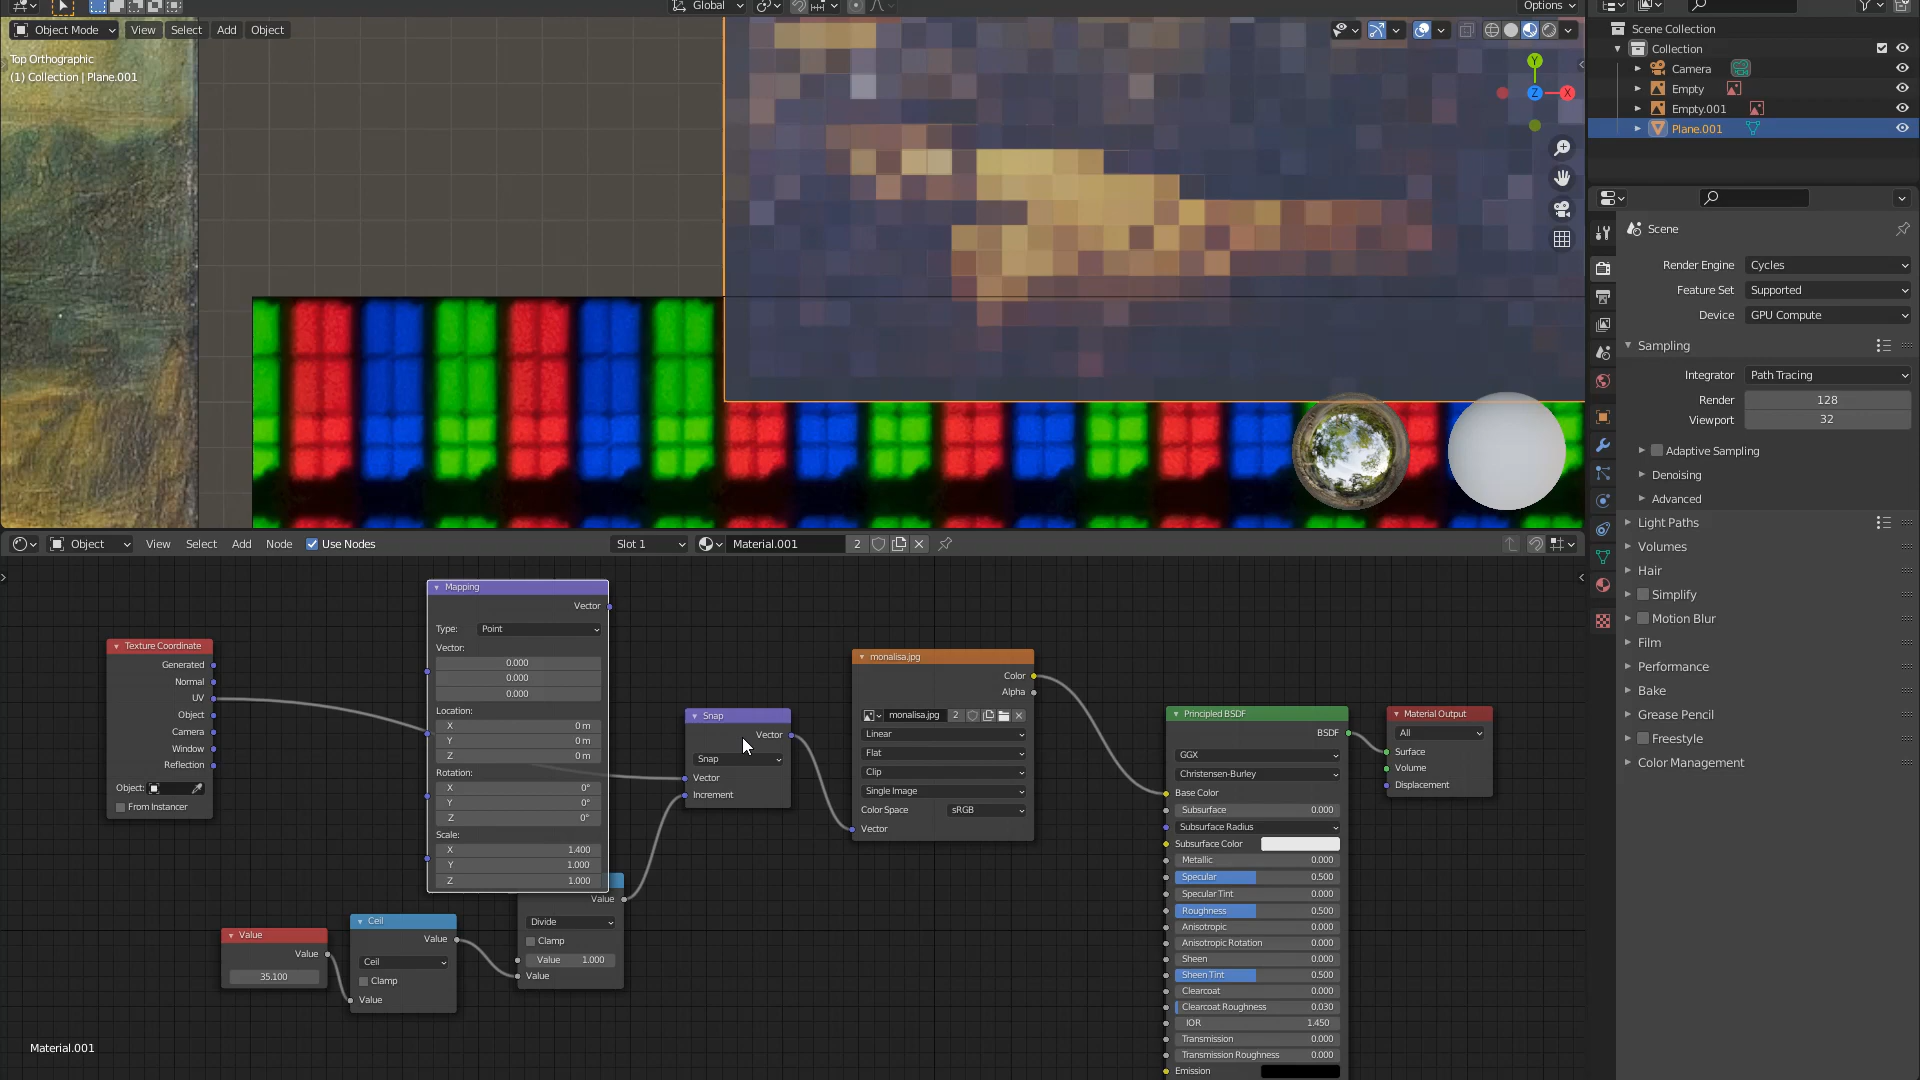 Global
Options
Object Mode
View
Select
Add
Object
Top Orthographic
(1) Collection | Plane.001
Y
Z
X
Scene Collection
Collection
Camera
Empty
Empty.001
Plane.001
Scene
Render Engine
Cycles
Feature Set
Supported
Device
GPU Compute
Sampling
Integrator
Path Tracing
Render
128
Viewport
32
Adaptive Sampling
Denoising
Advanced
Light Paths
Volumes
Hair
Simplify
Motion Blur
Film
Performance
Bake
Grease Pencil
Freestyle
Color Management
Object
View
Select
Add
Node
Use Nodes
Slot 1
Material.001
2
Texture Coordinate
Generated
Normal
UV
Object
Camera
Window
Reflection
Object:
From Instancer
Mapping
Vector
Type:
Point
Vector:
0.000
0.000
0.000
Location:
X 0 m
Y 0 m
Z 0 m
Rotation:
X 0°
Y 0°
Z 0°
Scale:
X 1.400
Y 1.000
Z 1.000
Value
Value
35.100
Ceil
Value
Ceil
Clamp
Value
Value
Divide
Clamp
Value 1.000
Value
Snap
Vector
Snap
Vector
Increment
monalisa.jpg
Color
Alpha
monalisa.jpg
2
Linear
Flat
Clip
Single Image
Color Space
sRGB
Vector
Principled BSDF
BSDF
GGX
Christensen-Burley
Base Color
Subsurface 0.000
Subsurface Radius
Subsurface Color
Metallic 0.000
Specular 0.500
Specular Tint 0.000
Roughness 0.500
Anisotropic 0.000
Anisotropic Rotation 0.000
Sheen 0.000
Sheen Tint 0.500
Clearcoat 0.000
Clearcoat Roughness 0.030
IOR 1.450
Transmission 0.000
Transmission Roughness 0.000
Emission
Material Output
All
Surface
Volume
Displacement
Material.001